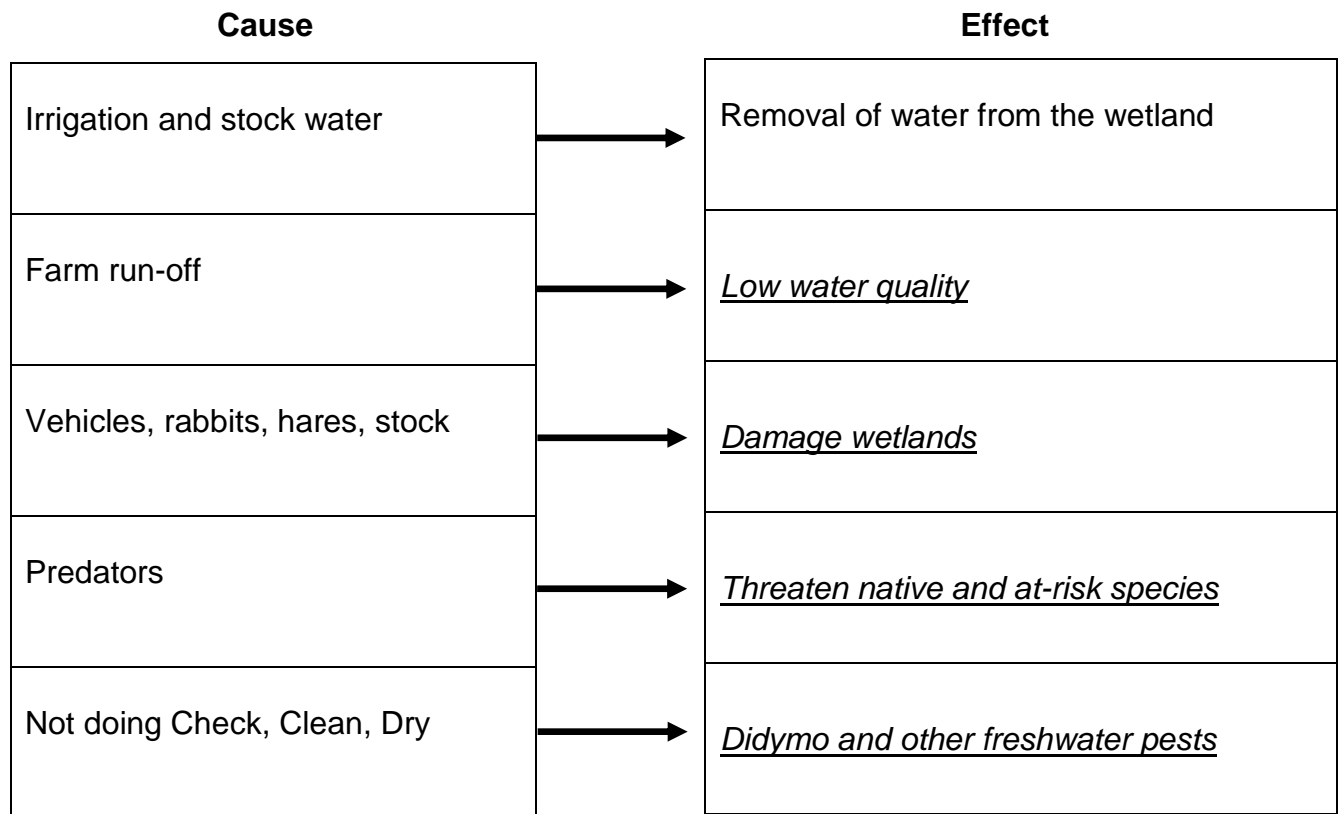 Cause
Effect
Irrigation and stock water
Removal of water from the wetland
Farm run-off
Low water quality
Vehicles, rabbits, hares, stock
Damage wetlands
Predators
Threaten native and at-risk species
Not doing Check, Clean, Dry
Didymo and other freshwater pests